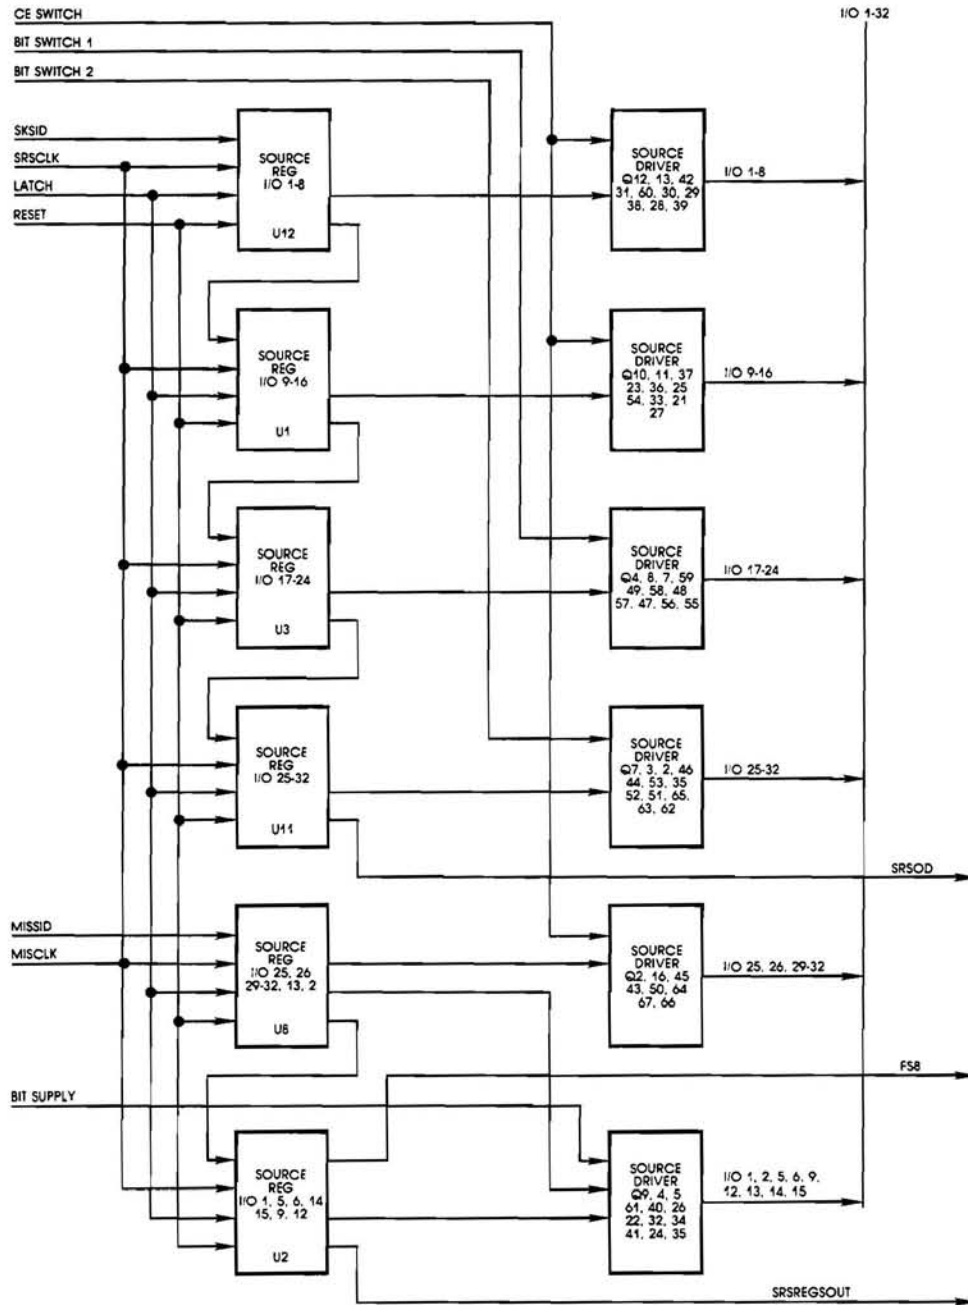 CE SWITCH
I/O 1-32
BIT SWITCH 1
BIT SWITCH 2
SKSID
SRSCLK
LATCH
RESET
SOURCE
REG
I/O 1-8
U12
SOURCE
DRIVER
Q12, 13, 42
31, 60, 30, 29
38, 28, 39
I/O 1-8
SOURCE
REG
I/O 9-16
U1
SOURCE
DRIVER
Q10, 11, 37
23, 36, 25
54, 33, 21
27
I/O 9-16
SOURCE
REG
I/O 17-24
U3
SOURCE
DRIVER
Q4, 8, 7, 59
49, 58, 48
57, 47, 56, 55
I/O 17-24
SOURCE
REG
I/O 25-32
U11
SOURCE
DRIVER
Q7, 3, 2, 46
44, 53, 35
52, 51, 65,
63, 62
I/O 25-32
SRSOD
MISSID
MISCLK
SOURCE
REG
I/O 25, 26
29-32, 13, 2
U8
SOURCE
DRIVER
Q2, 16, 45
43, 50, 64
67, 66
I/O 25, 26, 29-32
FS8
BIT SUPPLY
SOURCE
REG
I/O 1, 5, 6, 14
15, 9, 12
U2
SOURCE
DRIVER
Q9, 4, 5
61, 40, 26
22, 32, 34
41, 24, 35
I/O 1, 2, 5, 6, 9,
12, 13, 14, 15
SRSREGSOUT